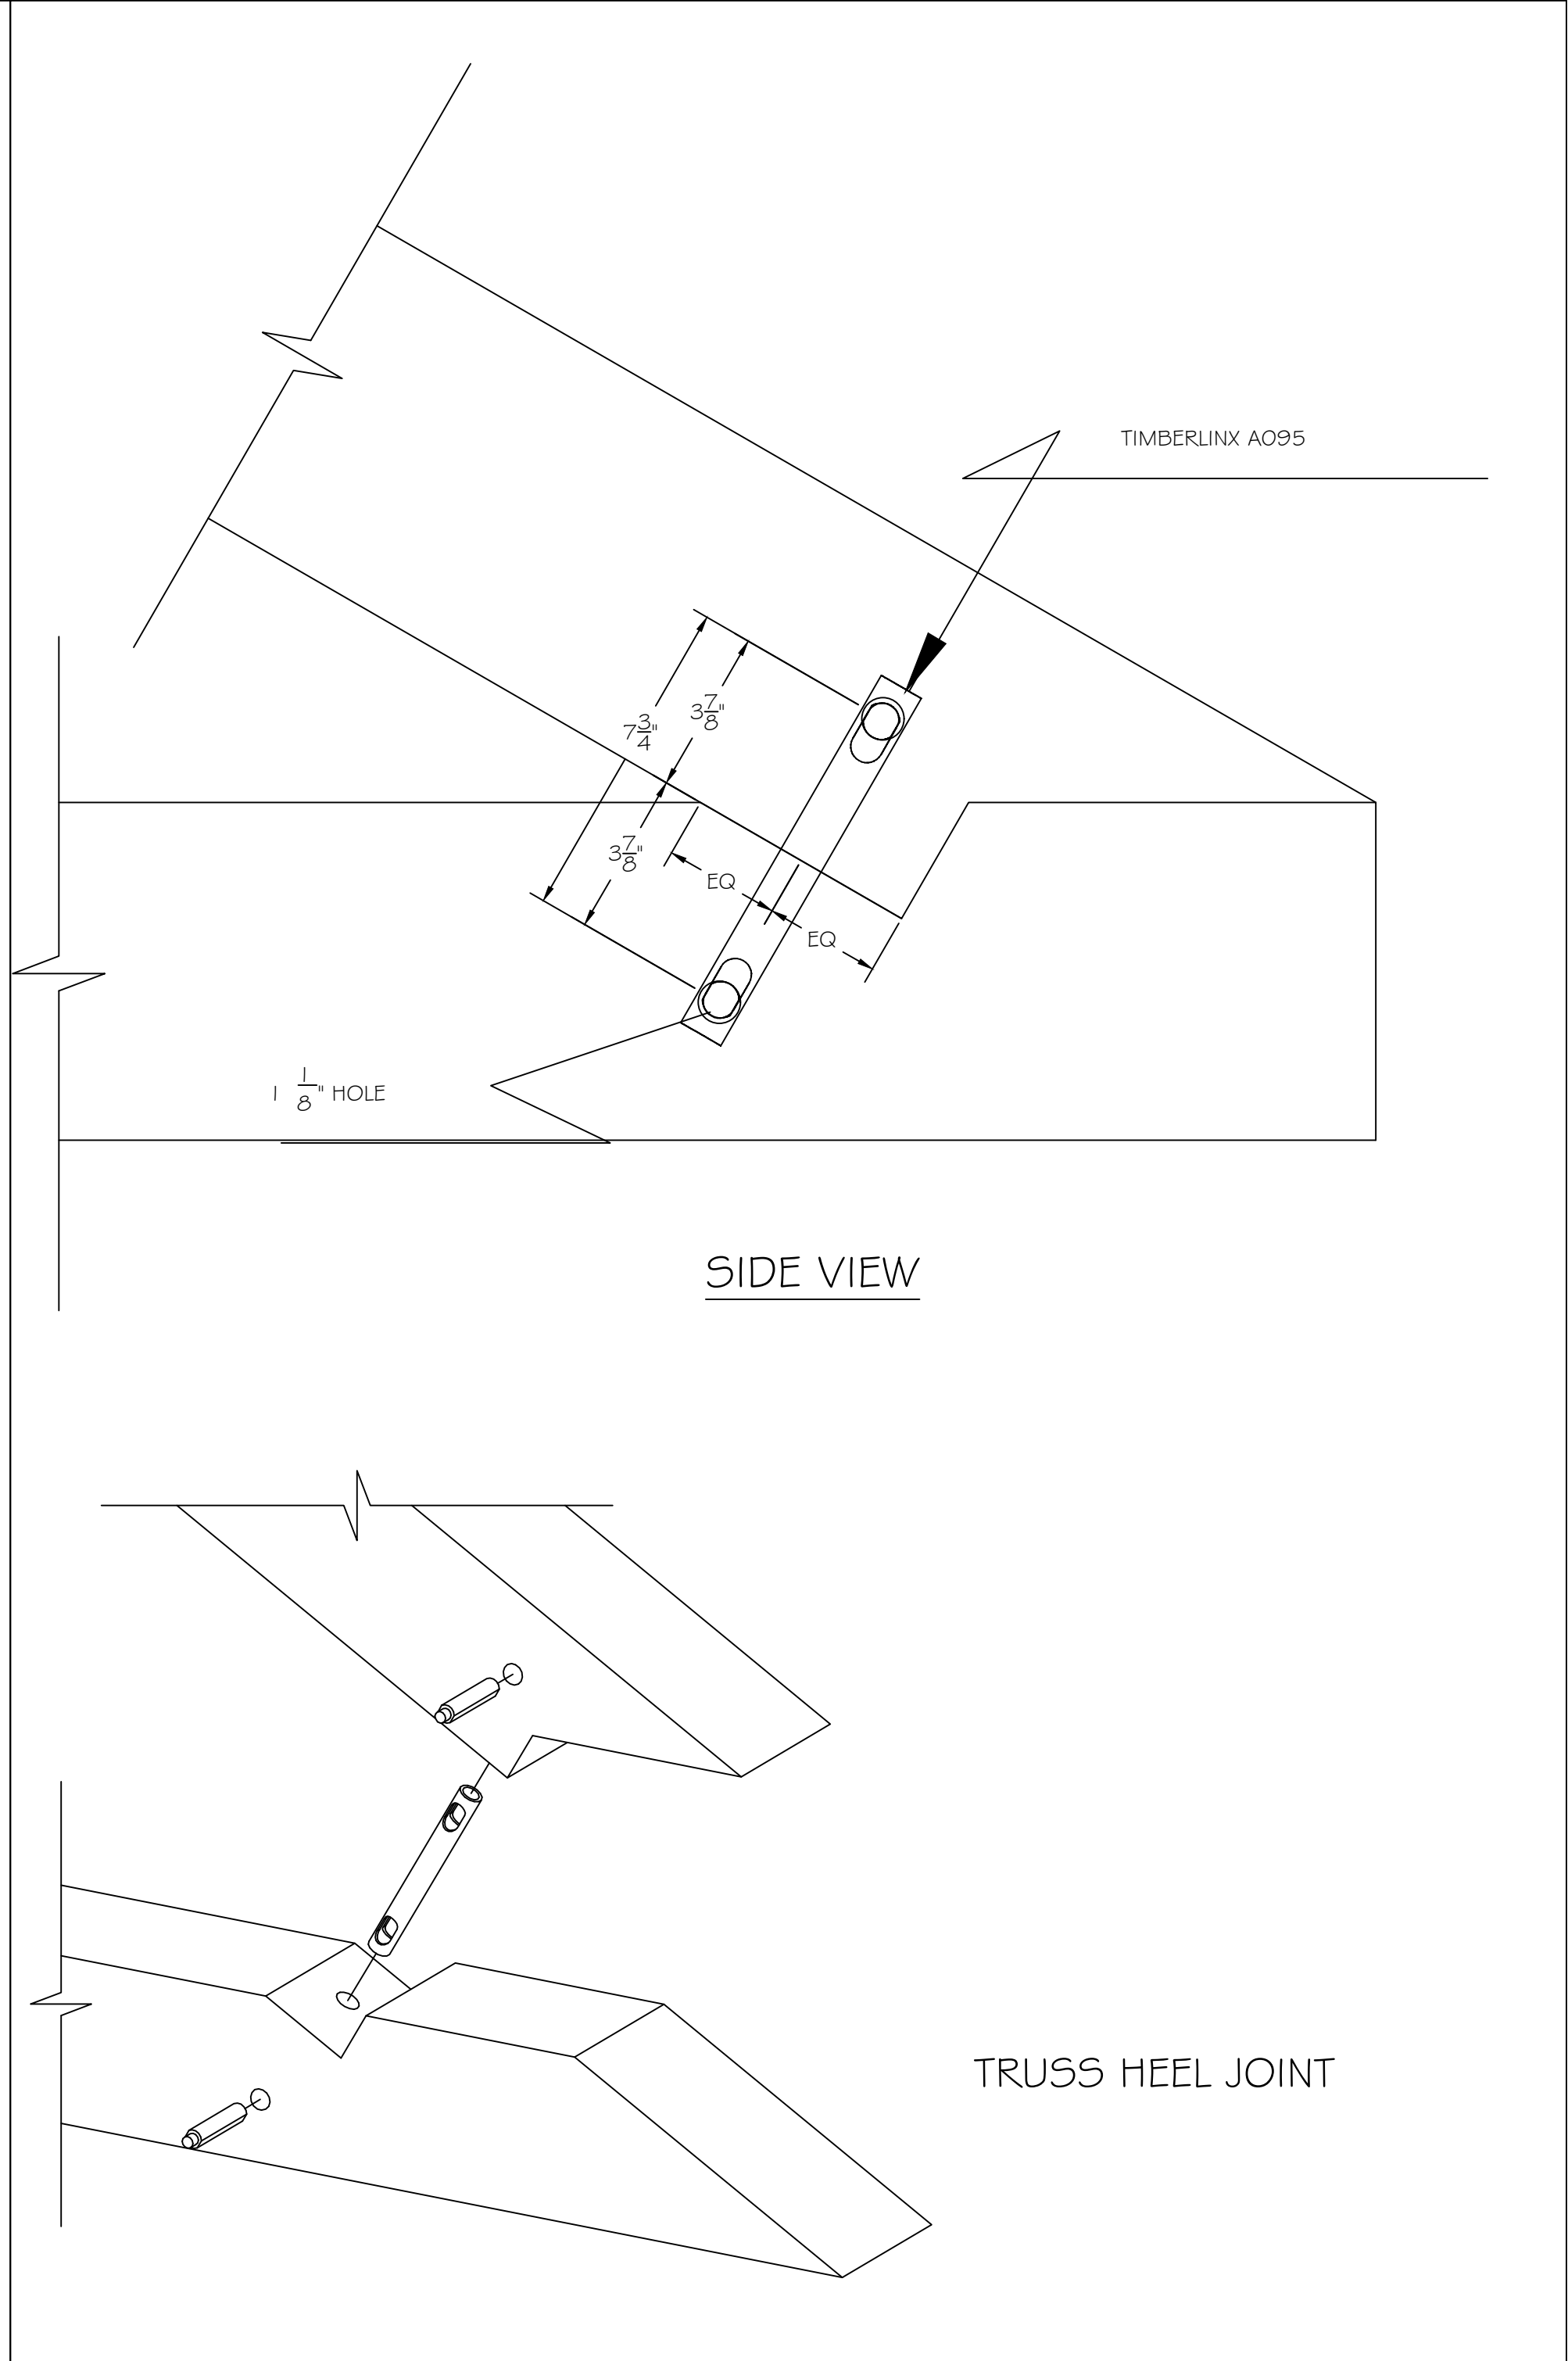 TIMBERLINX A095
3 7/8"
7 3/4"
3 7/8"
EQ
EQ
1 1/8" HOLE
SIDE VIEW
TRUSS HEEL JOINT